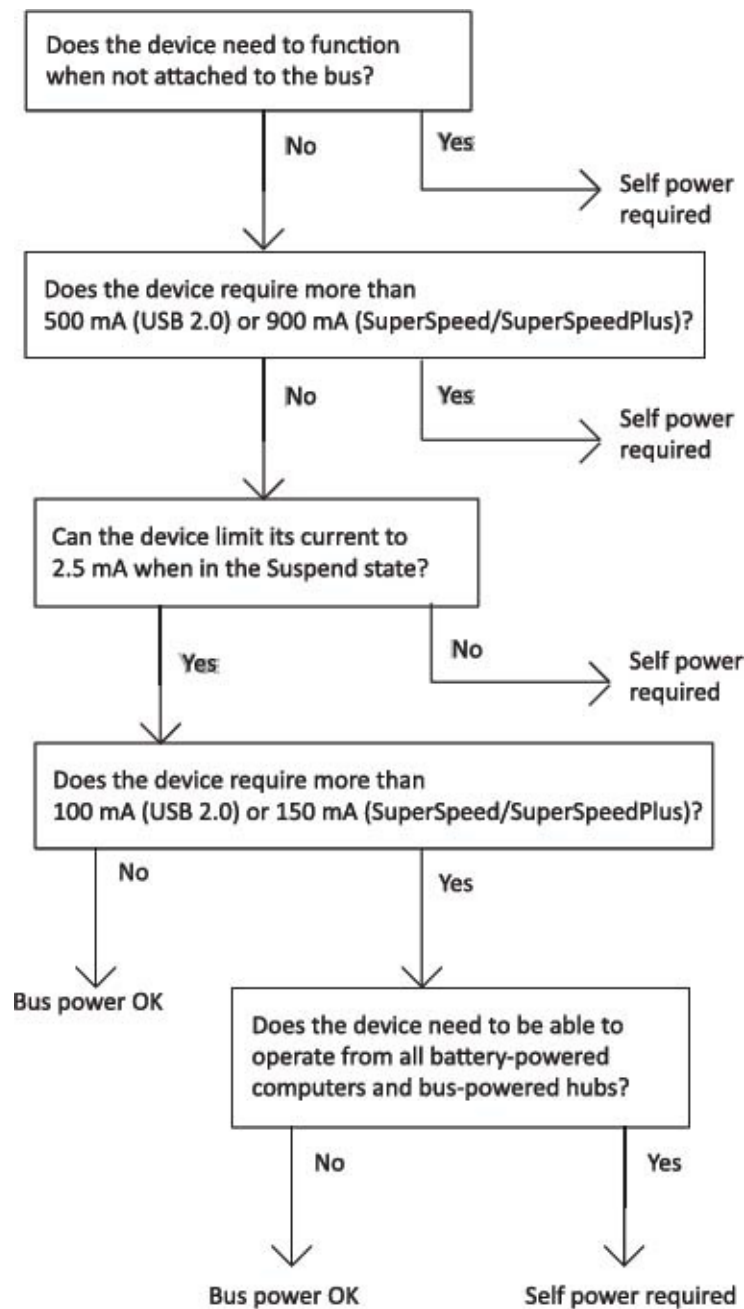 Does the device need to function
when not attached to the bus?
No
Yes
Self power
required
Does the device require more than
500 mA (USB 2.0) or 900 mA (SuperSpeed/SuperSpeedPlus)?
No
Yes
Self power
required
Can the device limit its current to
2.5 mA when in the Suspend state?
Yes
No
Self power
required
Does the device require more than
100 mA (USB 2.0) or 150 mA (SuperSpeed/SuperSpeedPlus)?
No
Yes
Bus power OK
Does the device need to be able to
operate from all battery-powered
computers and bus-powered hubs?
No
Yes
Bus power OK
Self power required